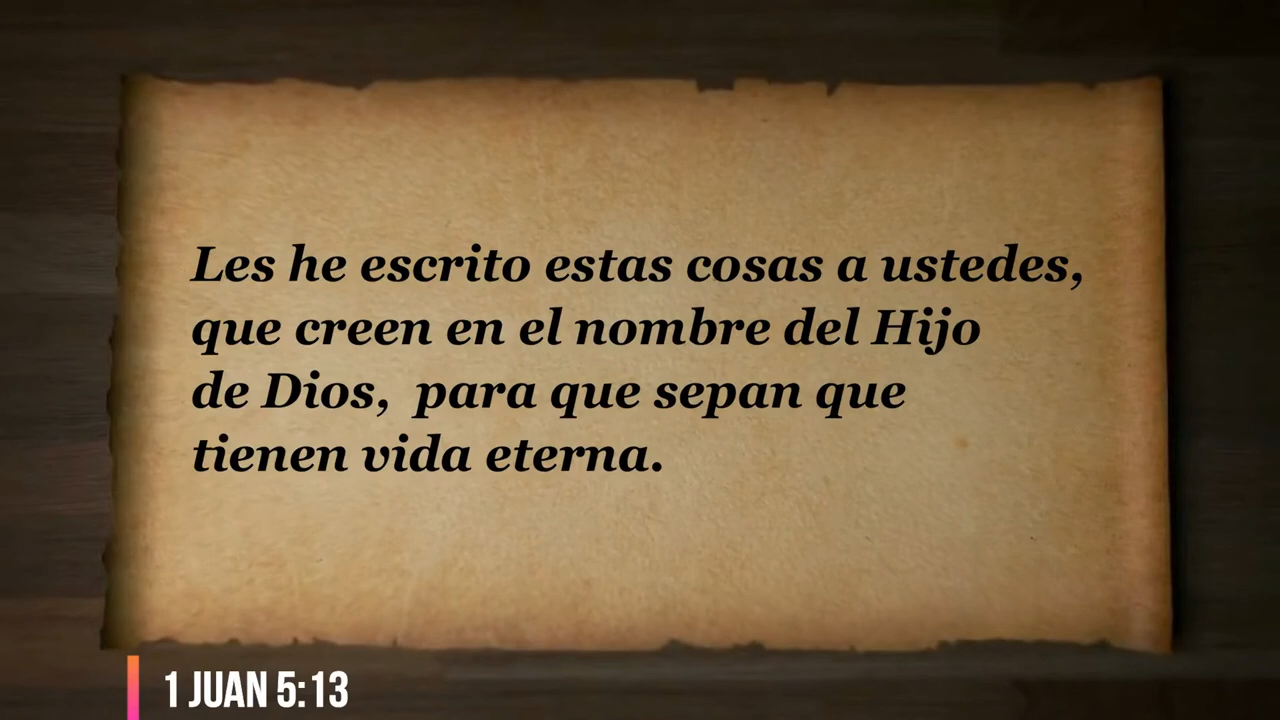 Les he escrito estas cosas a ustedes,
que creen en el nombre del Hijo
de Dios,  para que sepan que
tienen vida eterna.
1 JUAN 5:13